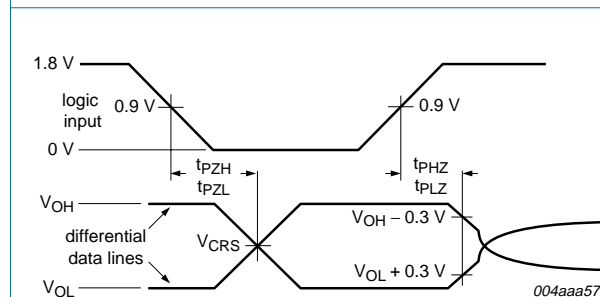 1.8 V
logic
input
0.9 V
0.9 V
0 V
tPZH
tPZL
tPHZ
tPLZ
VOH
VOH − 0.3 V
differential
data lines
VCRS
VOL + 0.3 V
VOL
004aaa57